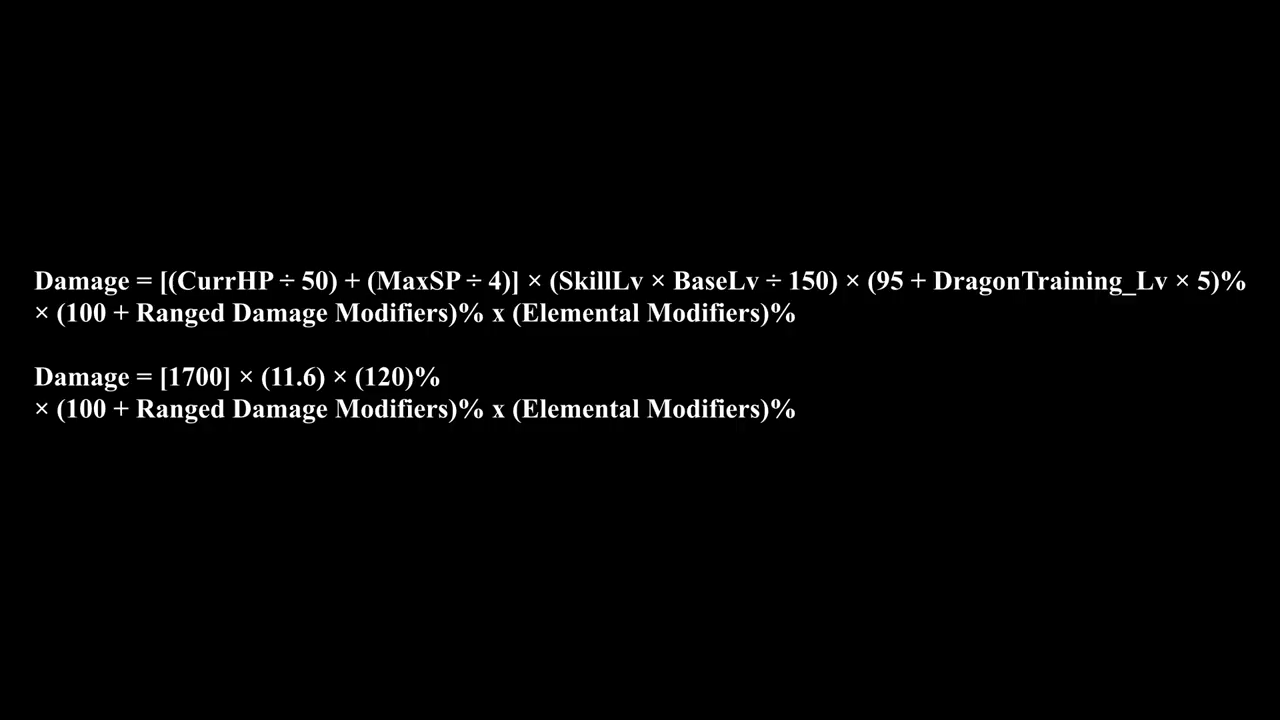 Damage = [(CurrHP ÷ 50) + (MaxSP ÷ 4)] × (SkillLv × BaseLv ÷ 150) × (95 + DragonTraining_Lv × 5)%
× (100 + Ranged Damage Modifiers)% x (Elemental Modifiers)%
Damage = [1700] × (11.6) × (120)%
× (100 + Ranged Damage Modifiers)% x (Elemental Modifiers)%